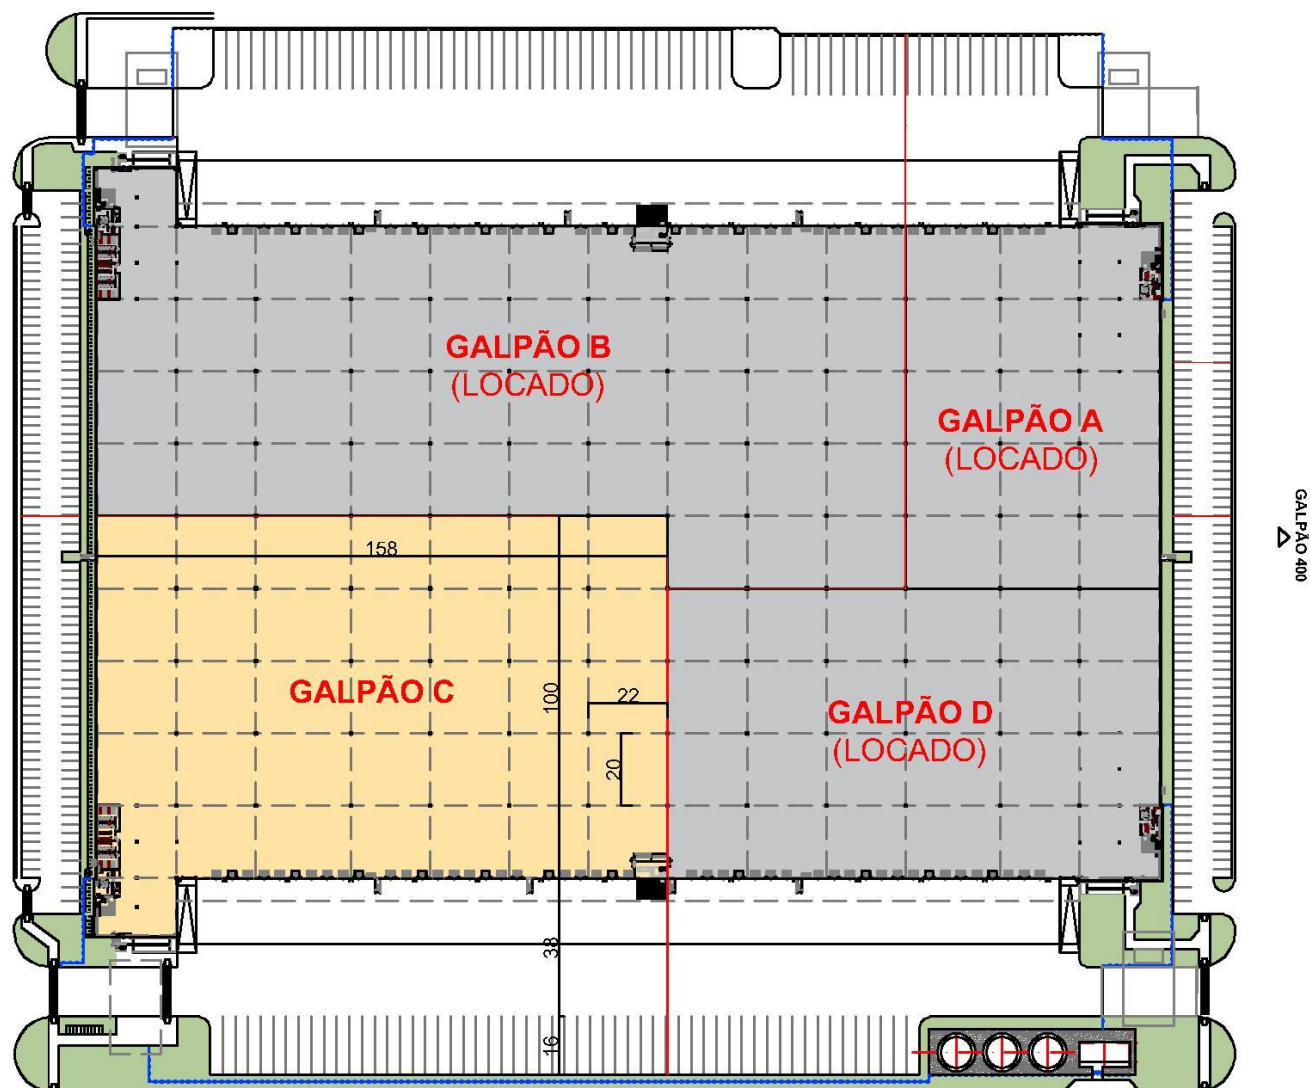 GALPÃO B
(LOCADO)
GALPÃO A
(LOCADO)
GALPÃO 400
158
GALPÃO C
100
22
GALPÃO D
(LOCADO)
20
38
16